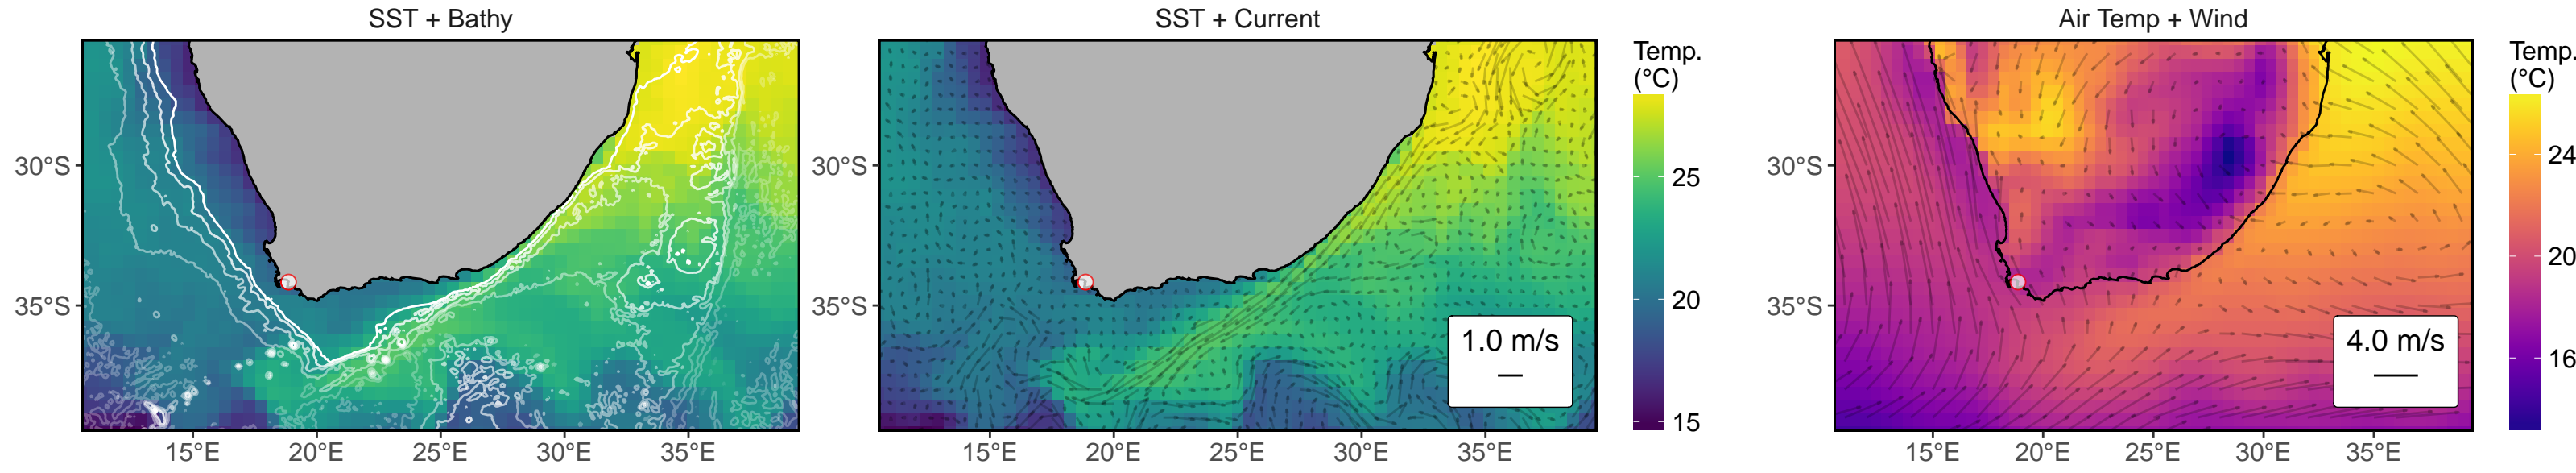 SST + Bathy
30°S
35°S
15°E
20°E
25°E
30°E
35°E
SST + Current
30°S
35°S
15°E
20°E
25°E
30°E
35°E
1.0 m/s
Temp.
(°C)
25
20
15
Air Temp + Wind
30°S
35°S
15°E
20°E
25°E
30°E
35°E
4.0 m/s
Temp.
(°C)
24
20
16